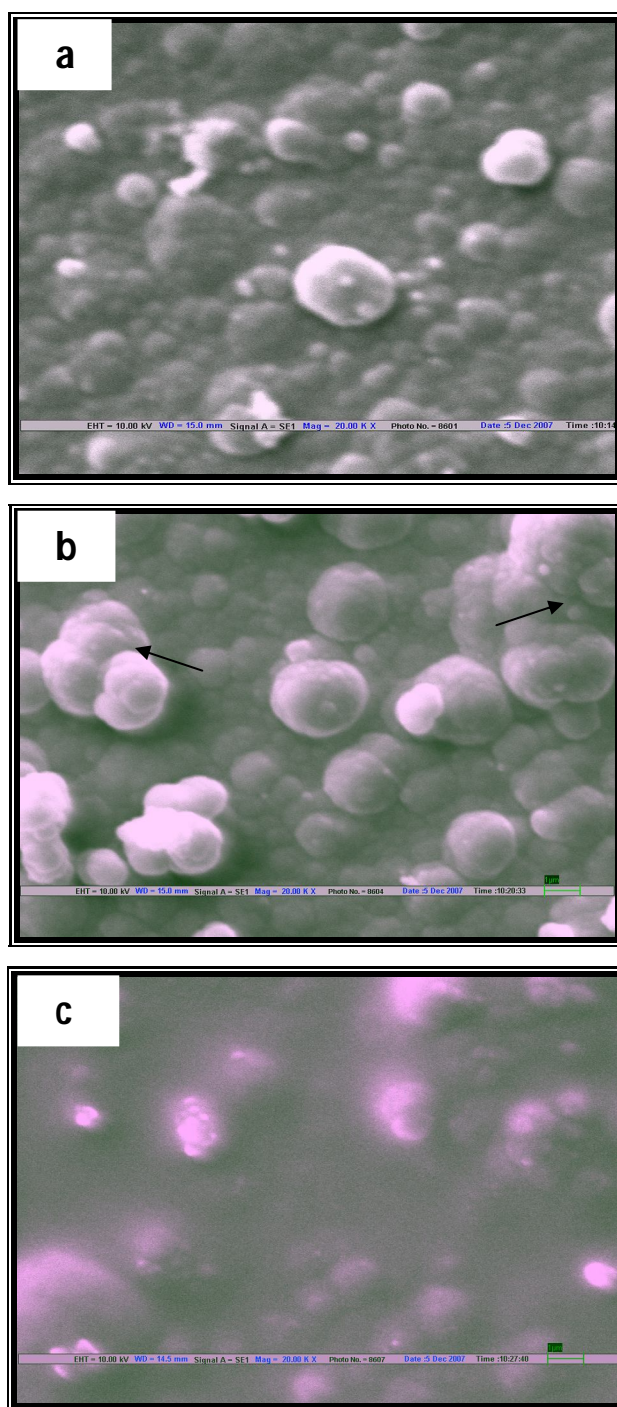 a
EHT = 10.00 kV WD = 15.0 mm Signal A = SE1 Mag = 20.00 K X Photo No. = 8601 Date :5 Dec 2007 Time :10:14
b
1µm
EHT = 10.00 kV WD = 15.0 mm Signal A = SE1 Mag = 20.00 K X Photo No. = 8604 Date :5 Dec 2007 Time :10:20:33
c
1µm
EHT = 10.00 kV WD = 14.5 mm Signal A = SE1 Mag = 20.00 K X Photo No. = 8607 Date :5 Dec 2007 Time :10:27:40